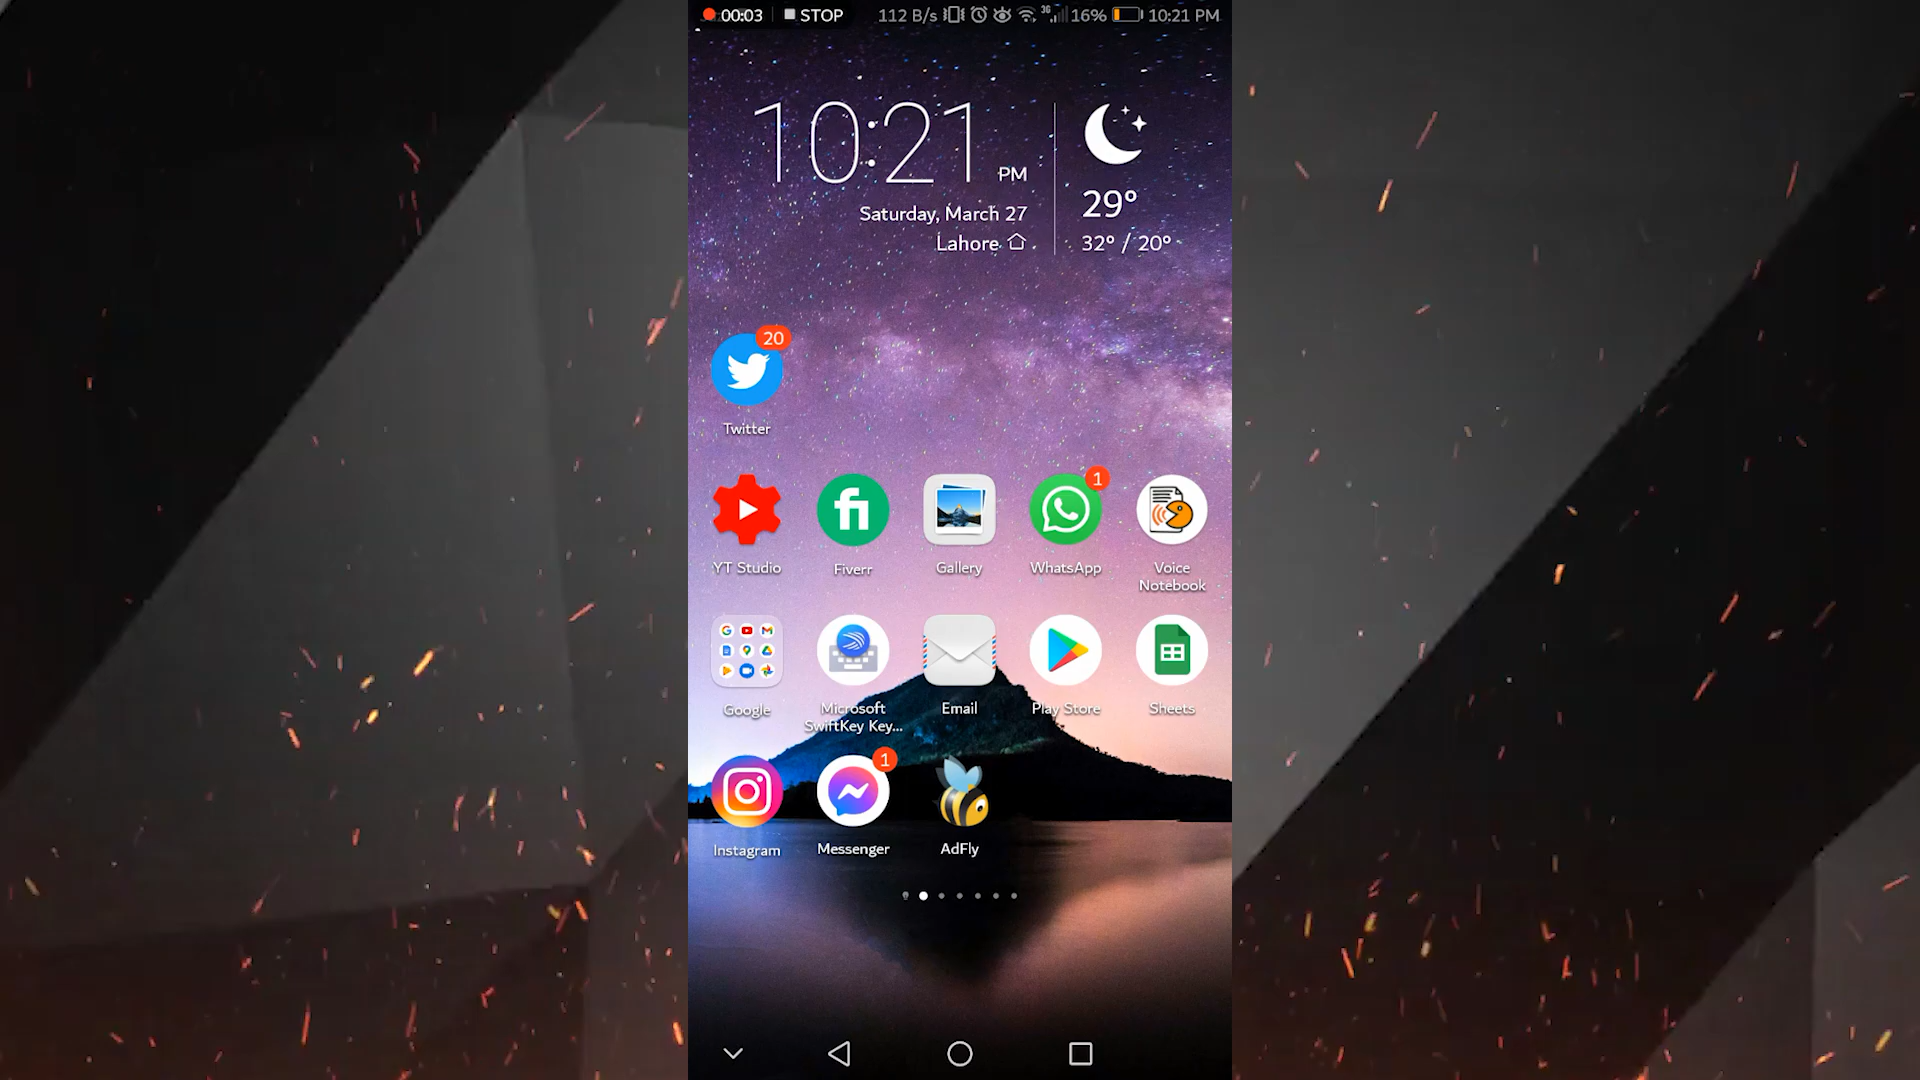 00:03 STOP 112 B/s 3G 16% 10:21 PM
10:21 PM
Saturday, March 27
Lahore
29°
32° / 20°
20
Twitter
1
fi
YT Studio Fiverr Gallery WhatsApp Voice Notebook
Google Microsoft SwiftKey Key... Email Play Store Sheets
1
Instagram Messenger AdFly